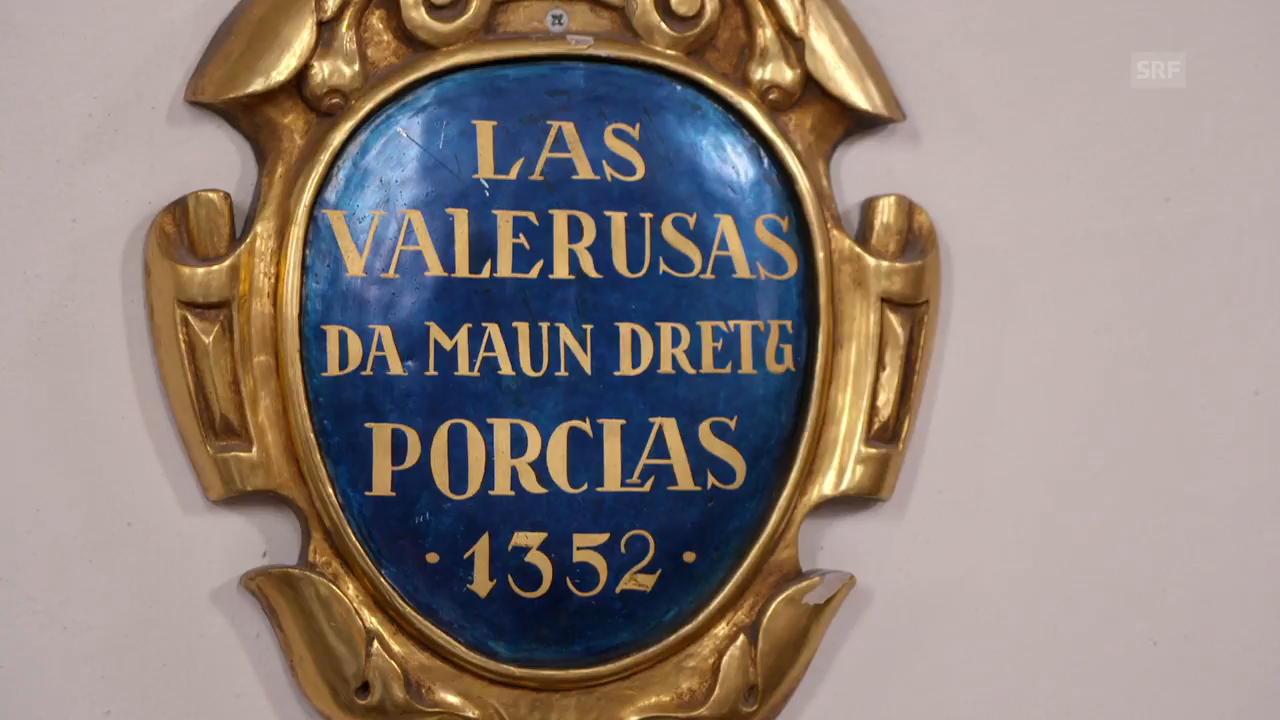 SRF
LAS
VALERUSAS
DA MAUN DRETG
PORCLAS
· 1352 ·